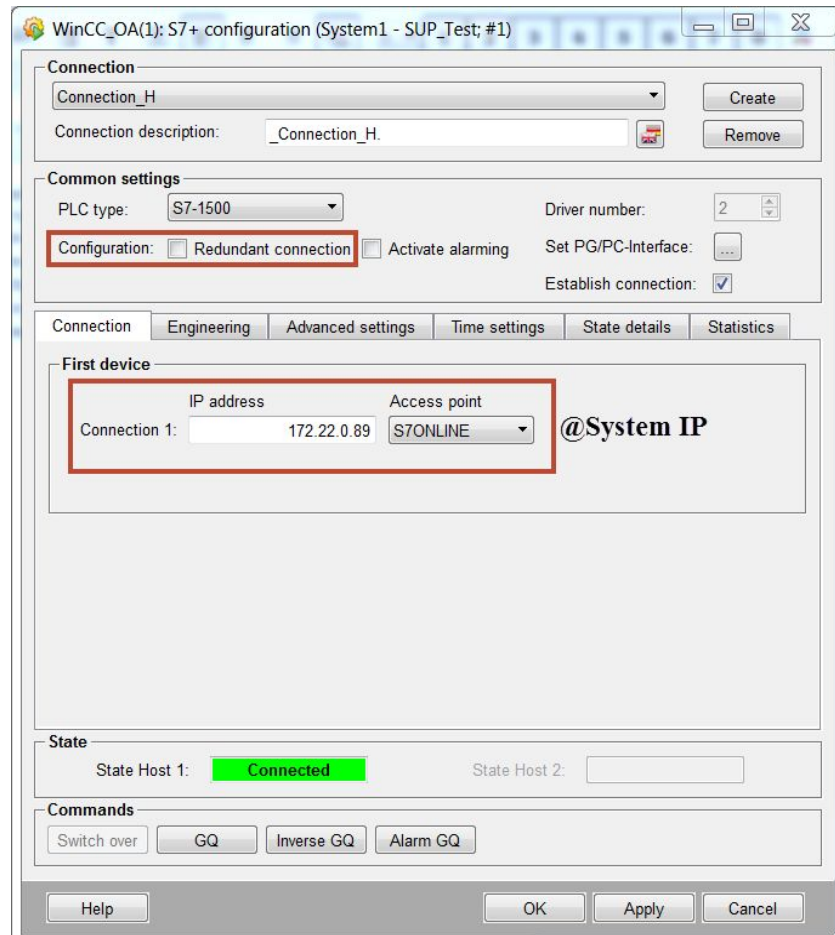 WinCC_OA(1): S7+ configuration (System1 - SUP_Test; #1)
Connection
Connection_H
Create
Connection description: _Connection_H.
Remove
Common settings
PLC type: S7-1500
Driver number: 2
Configuration: Redundant connection Activate alarming
Set PG/PC-Interface: ...
Establish connection:
Connection Engineering Advanced settings Time settings State details Statistics
First device
IP address Access point
Connection 1: 172.22.0.89 S7ONLINE @System IP
State
State Host 1: Connected State Host 2:
Commands
Switch over GQ Inverse GQ Alarm GQ
Help OK Apply Cancel